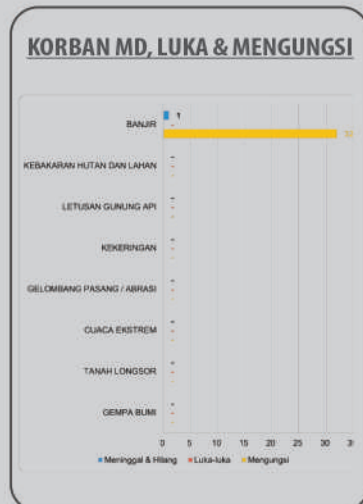 KORBAN MD, LUKA & MENGUNGSI
BANJIR
1
-
KEBAKARAN HUTAN DAN LAHAN
-
-
-
LETUSAN GUNUNG API
-
-
-
KEKERINGAN
-
-
-
GELOMBANG PASANG / ABRASI
-
-
-
CUACA EKSTREM
-
-
-
TANAH LONGSOR
-
-
-
GEMPA BUMI
-
-
-
0 5 10 15 20 25 30
Meninggal & Hilang Luka-luka Mengungsi